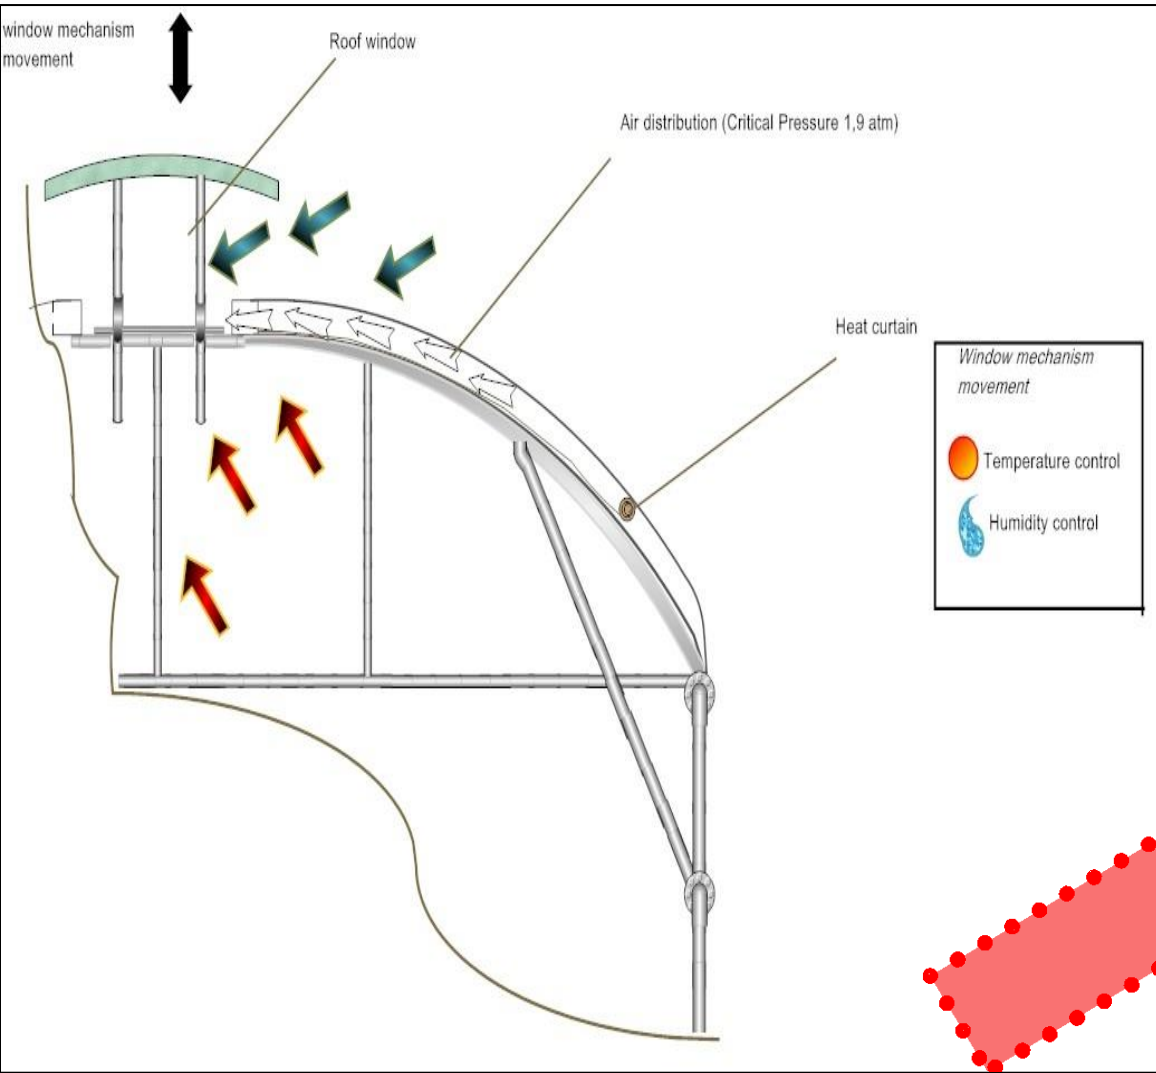 window mechanism
movement
Roof window
Air distribution (Critical Pressure 1,9 atm)
Heat curtain
Window mechanism
movement
Temperature control
Humidity control